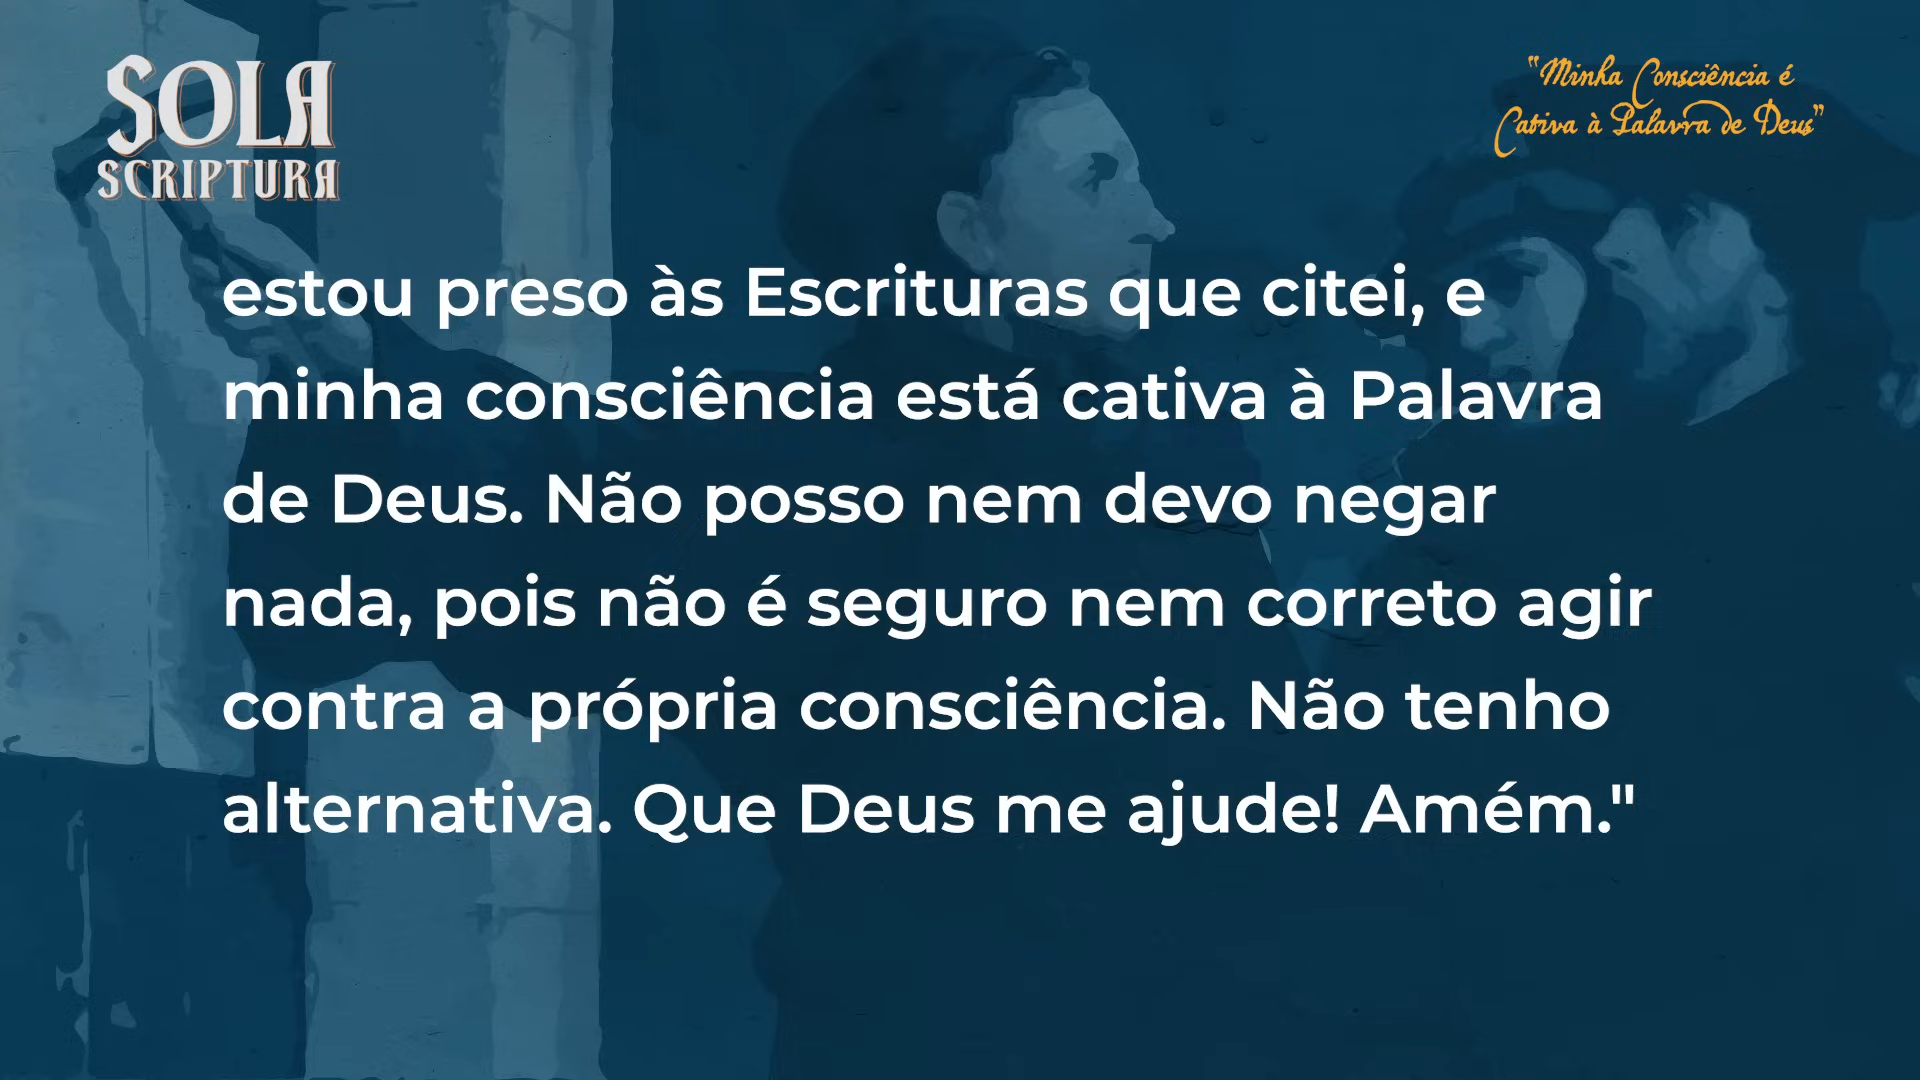 SOLA
SCRIPTURA
"Minha Consciência é
Cativa à Palavra de Deus"
estou preso às Escrituras que citei, e
minha consciência está cativa à Palavra
de Deus. Não posso nem devo negar
nada, pois não é seguro nem correto agir
contra a própria consciência. Não tenho
alternativa. Que Deus me ajude! Amém."